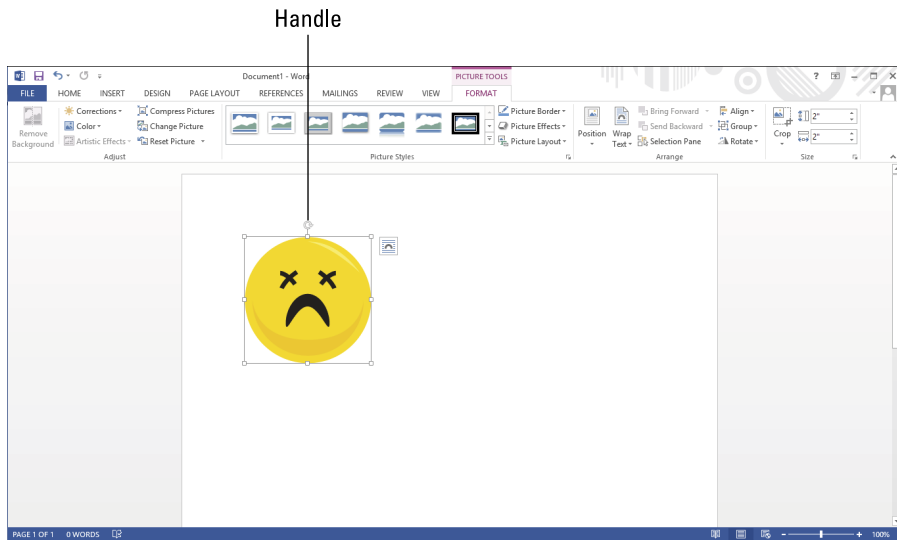 Handle
Document1 - Word
PICTURE TOOLS
?
FILE HOME INSERT DESIGN PAGE LAYOUT REFERENCES MAILINGS REVIEW VIEW FORMAT
Remove Background
Corrections
Color
Artistic Effects
Compress Pictures
Change Picture
Reset Picture
Adjust
Picture Styles
Picture Border
Picture Effects
Picture Layout
Position
Wrap Text
Bring Forward
Send Backward
Selection Pane
Align
Group
Rotate
Arrange
Crop
2"
2"
Size
PAGE 1 OF 1 0 WORDS
100%